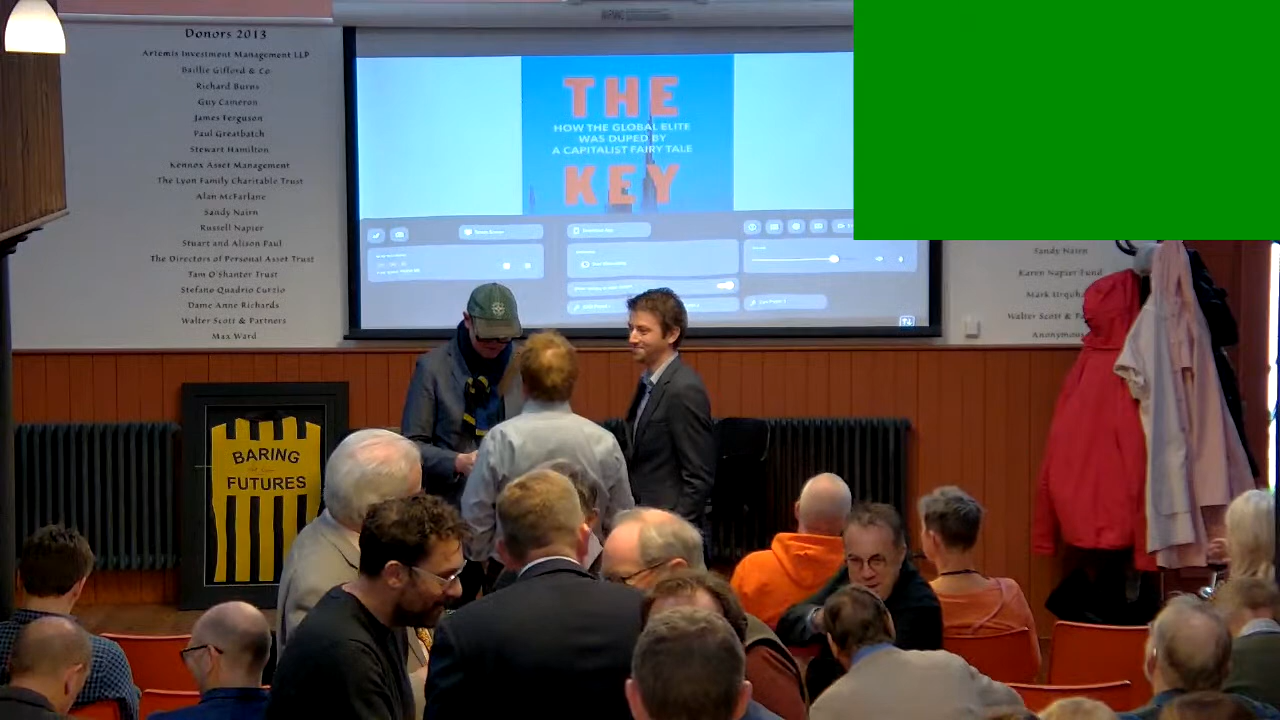 Donors 2013
Artemis Investment Management LLP
Baillie Gifford & Co
Richard Burns
Guy Cameron
James Ferguson
Paul Greatbatch
Stewart Hamilton
Kennox Asset Management
The Lyon Family Charitable Trust
Alan McFarlane
Sandy Nairn
Russell Napier
Stuart and Alison Paul
The Directors of Personal Asset Trust
Tam O'Shanter Trust
Stefano Quadrio Curzio
Dame Anne Richards
Walter Scott & Partners
Max Ward
THE
HOW THE GLOBAL ELITE
WAS DUPED BY
A CAPITALIST FAIRY TALE
KEY
Sandy Nairn
Karen Napier Fund
Mark Urquha
Walter Scott & Pa
Anonymous
BARING
FUTURES